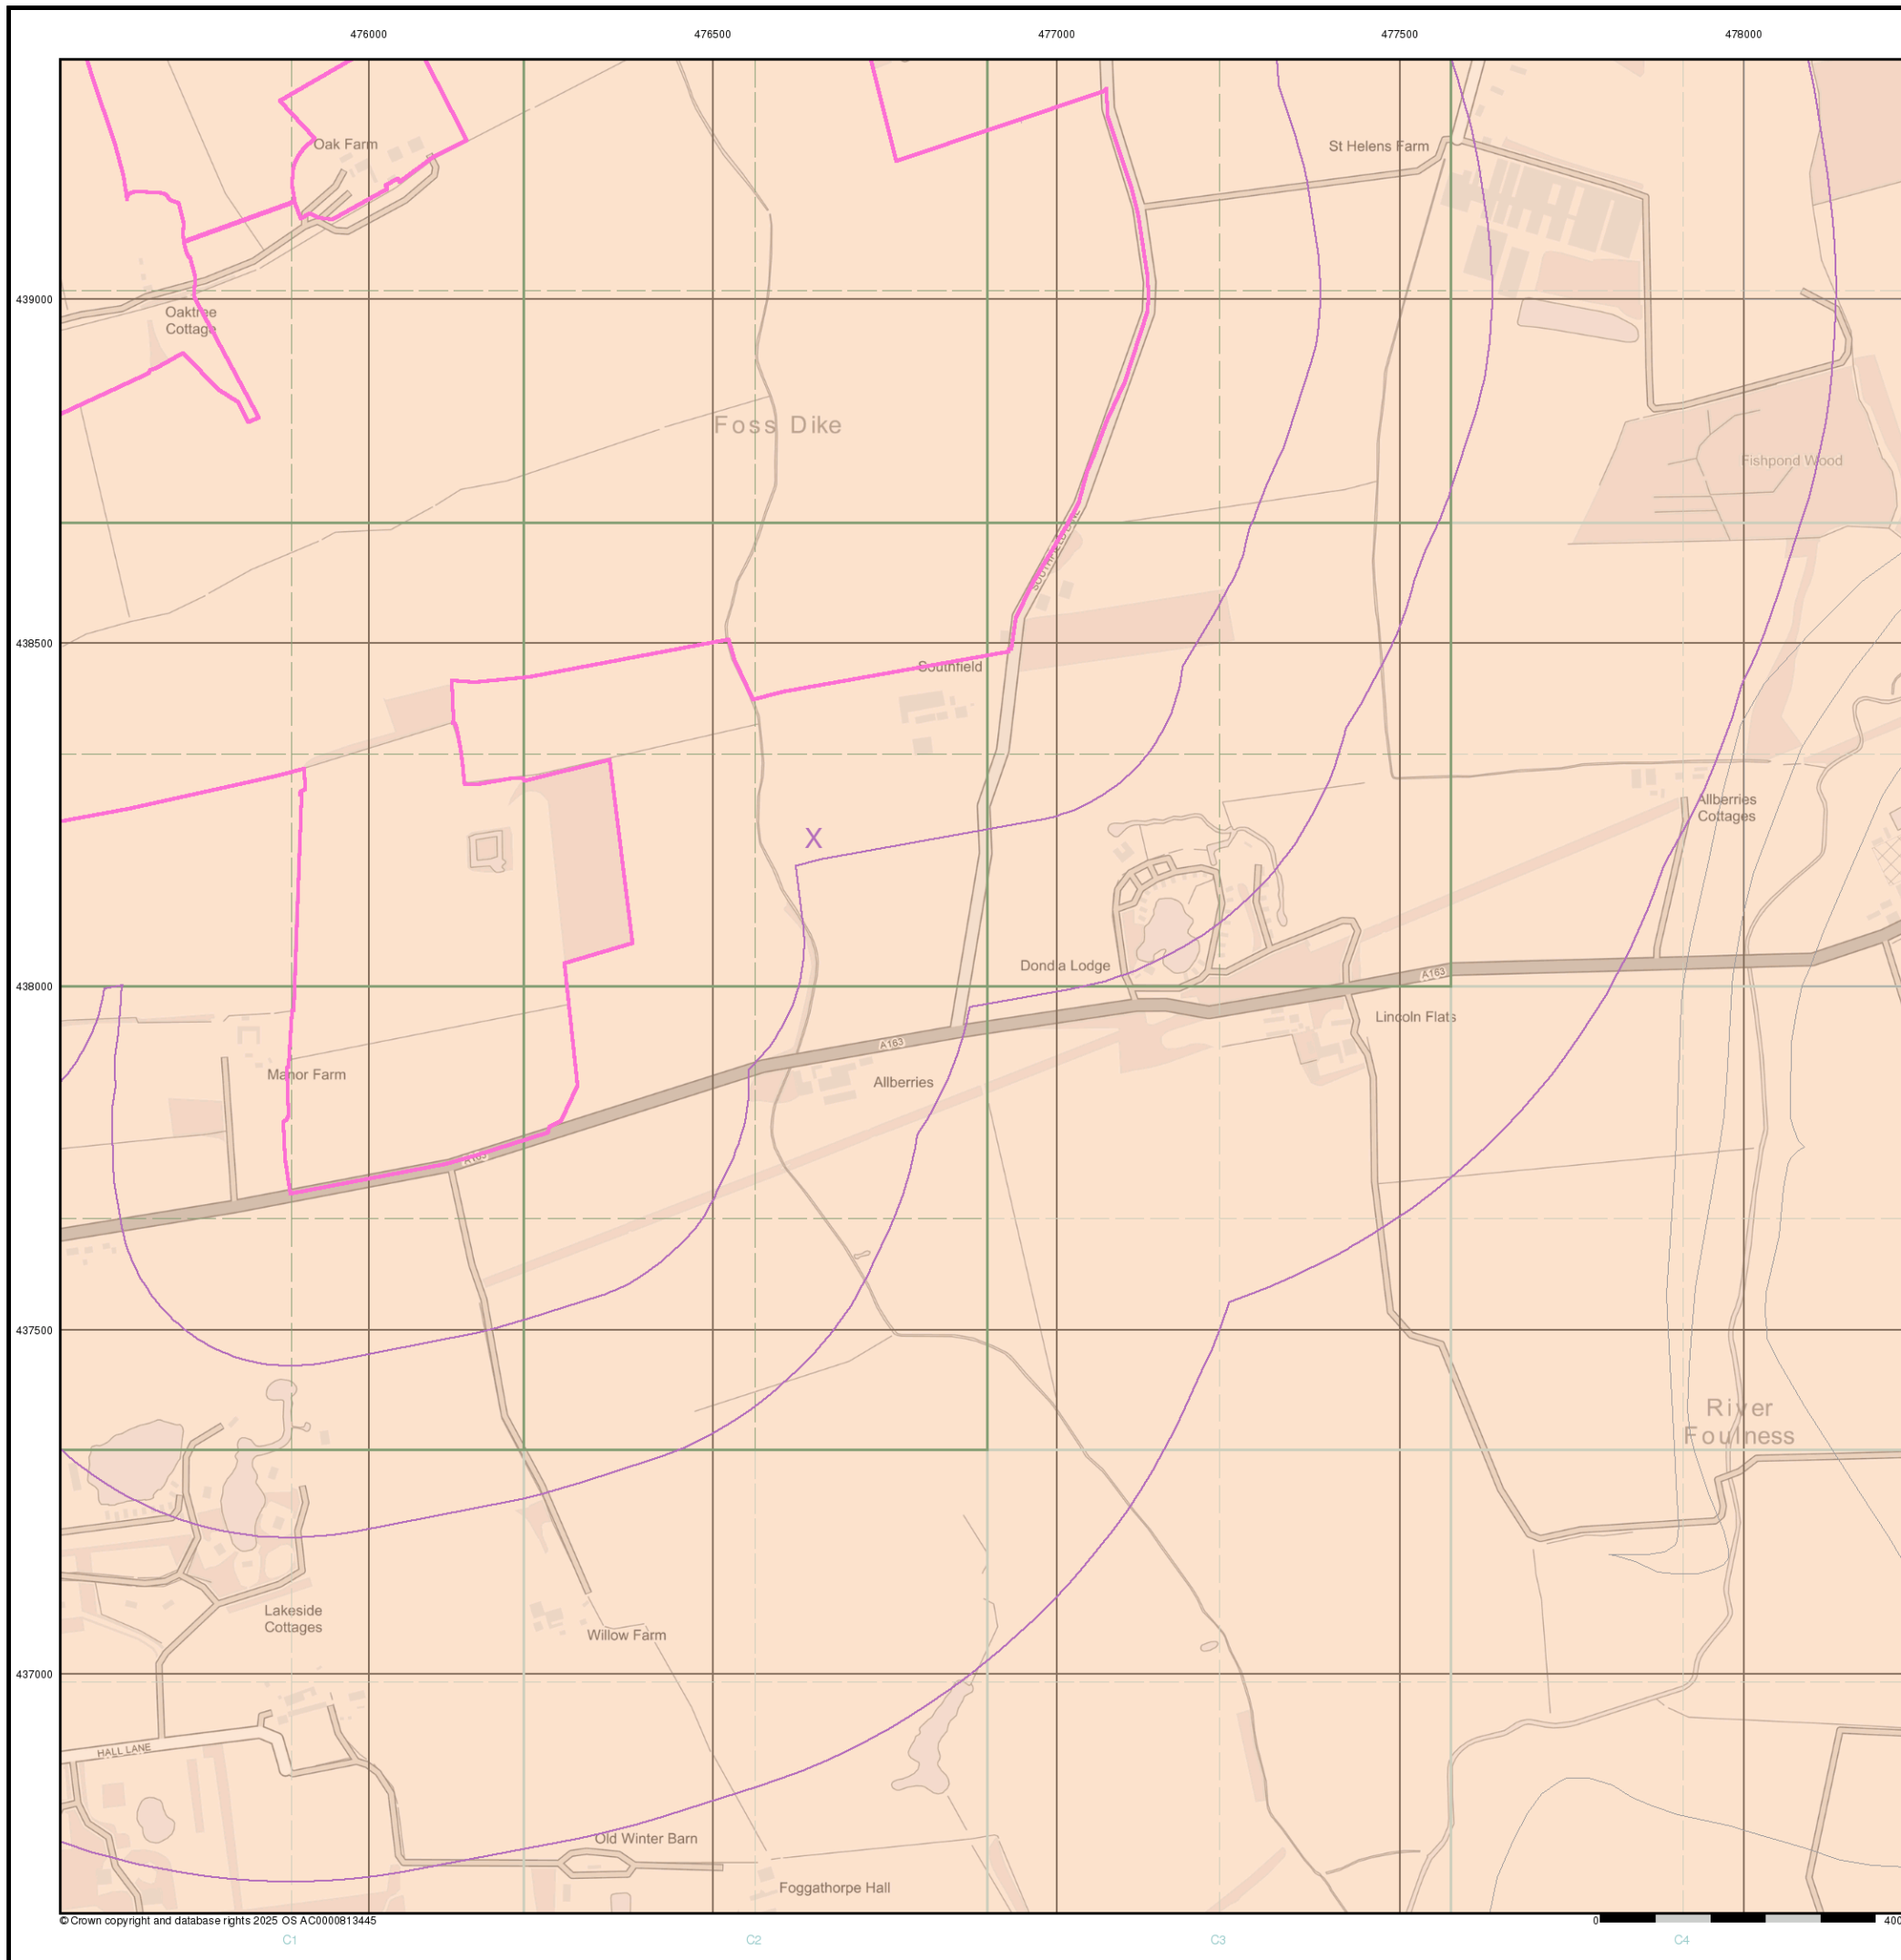 476000 476500 477000 477500 478000
Oak Farm
St Helens Farm
439000
Oaktree
Cottage
Foss Dike
Fishpond Wood
438500
Southfield
Allberries
Cottages
X
438000
Dondla Lodge
A163
Lincoln Flats
A163
Manor Farm
Allberries
A163
437500
River
Foulness
Lakeside
Cottages
Willow Farm
437000
HALL LANE
Old Winter Barn
Foggathorpe Hall
© Crown copyright and database rights 2025 OS AC0000813445
0 400
C1 C2 C3 C4